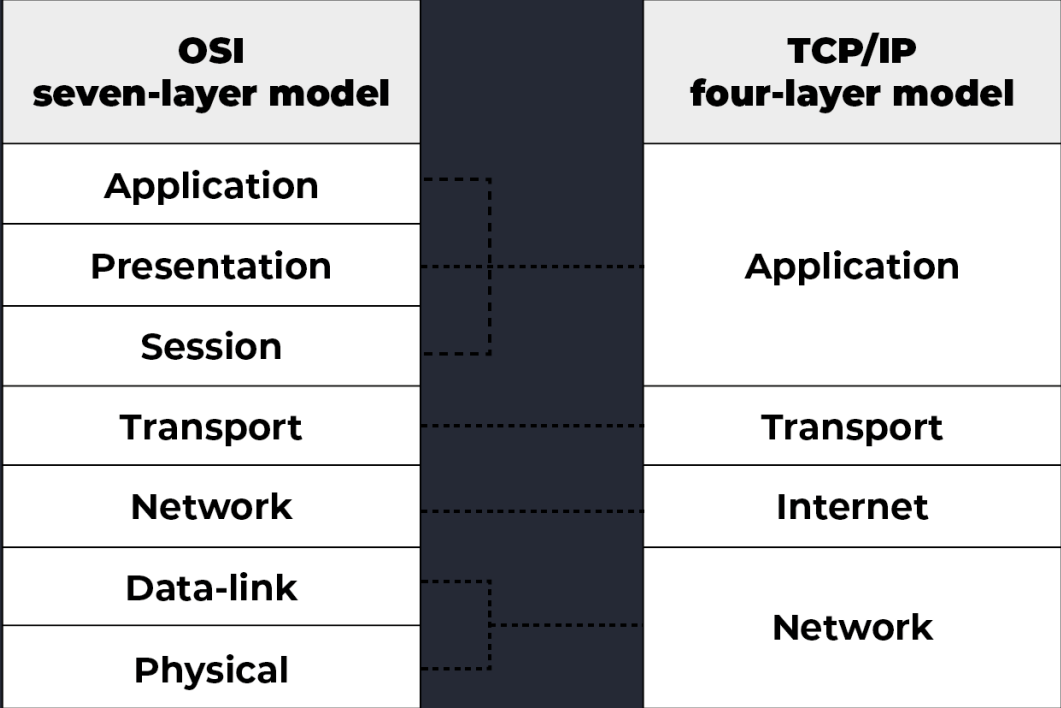 OSI
seven-layer model
Application
Presentation
Session
Transport
Network
Data-link
Physical
TCP/IP
four-layer model
Application
Transport
Internet
Network